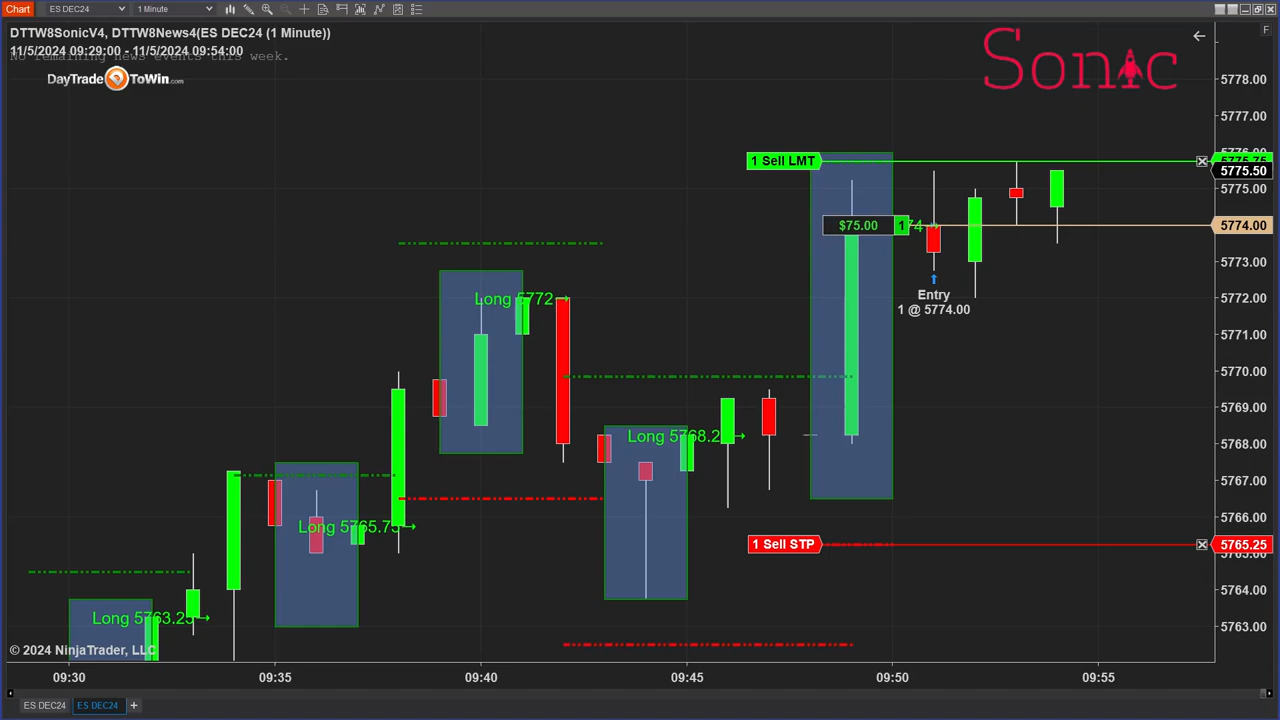 Chart ES DEC24 1 Minute
DTTW8SonicV4, DTTW8News4(ES DEC24 (1 Minute))
11/5/2024 09:29:00 - 11/5/2024 09:54:00
No remaining news events this week.
DayTradeToWin.com
Sonic
F
5778.00
5777.00
5776.00
1 Sell LMT
5775.75
5775.50
5775.00
$75.00
1
74
5774.00
5773.00
Entry
1 @ 5774.00
Long 5772
5772.00
5771.00
5770.00
5769.00
Long 5768.2
5768.00
5767.00
5766.00
Long 5765.75
1 Sell STP
5765.25
5765.00
5764.00
Long 5763.25
5763.00
© 2024 NinjaTrader, LLC
09:30 09:35 09:40 09:45 09:50 09:55
ES DEC24 ES DEC24 +